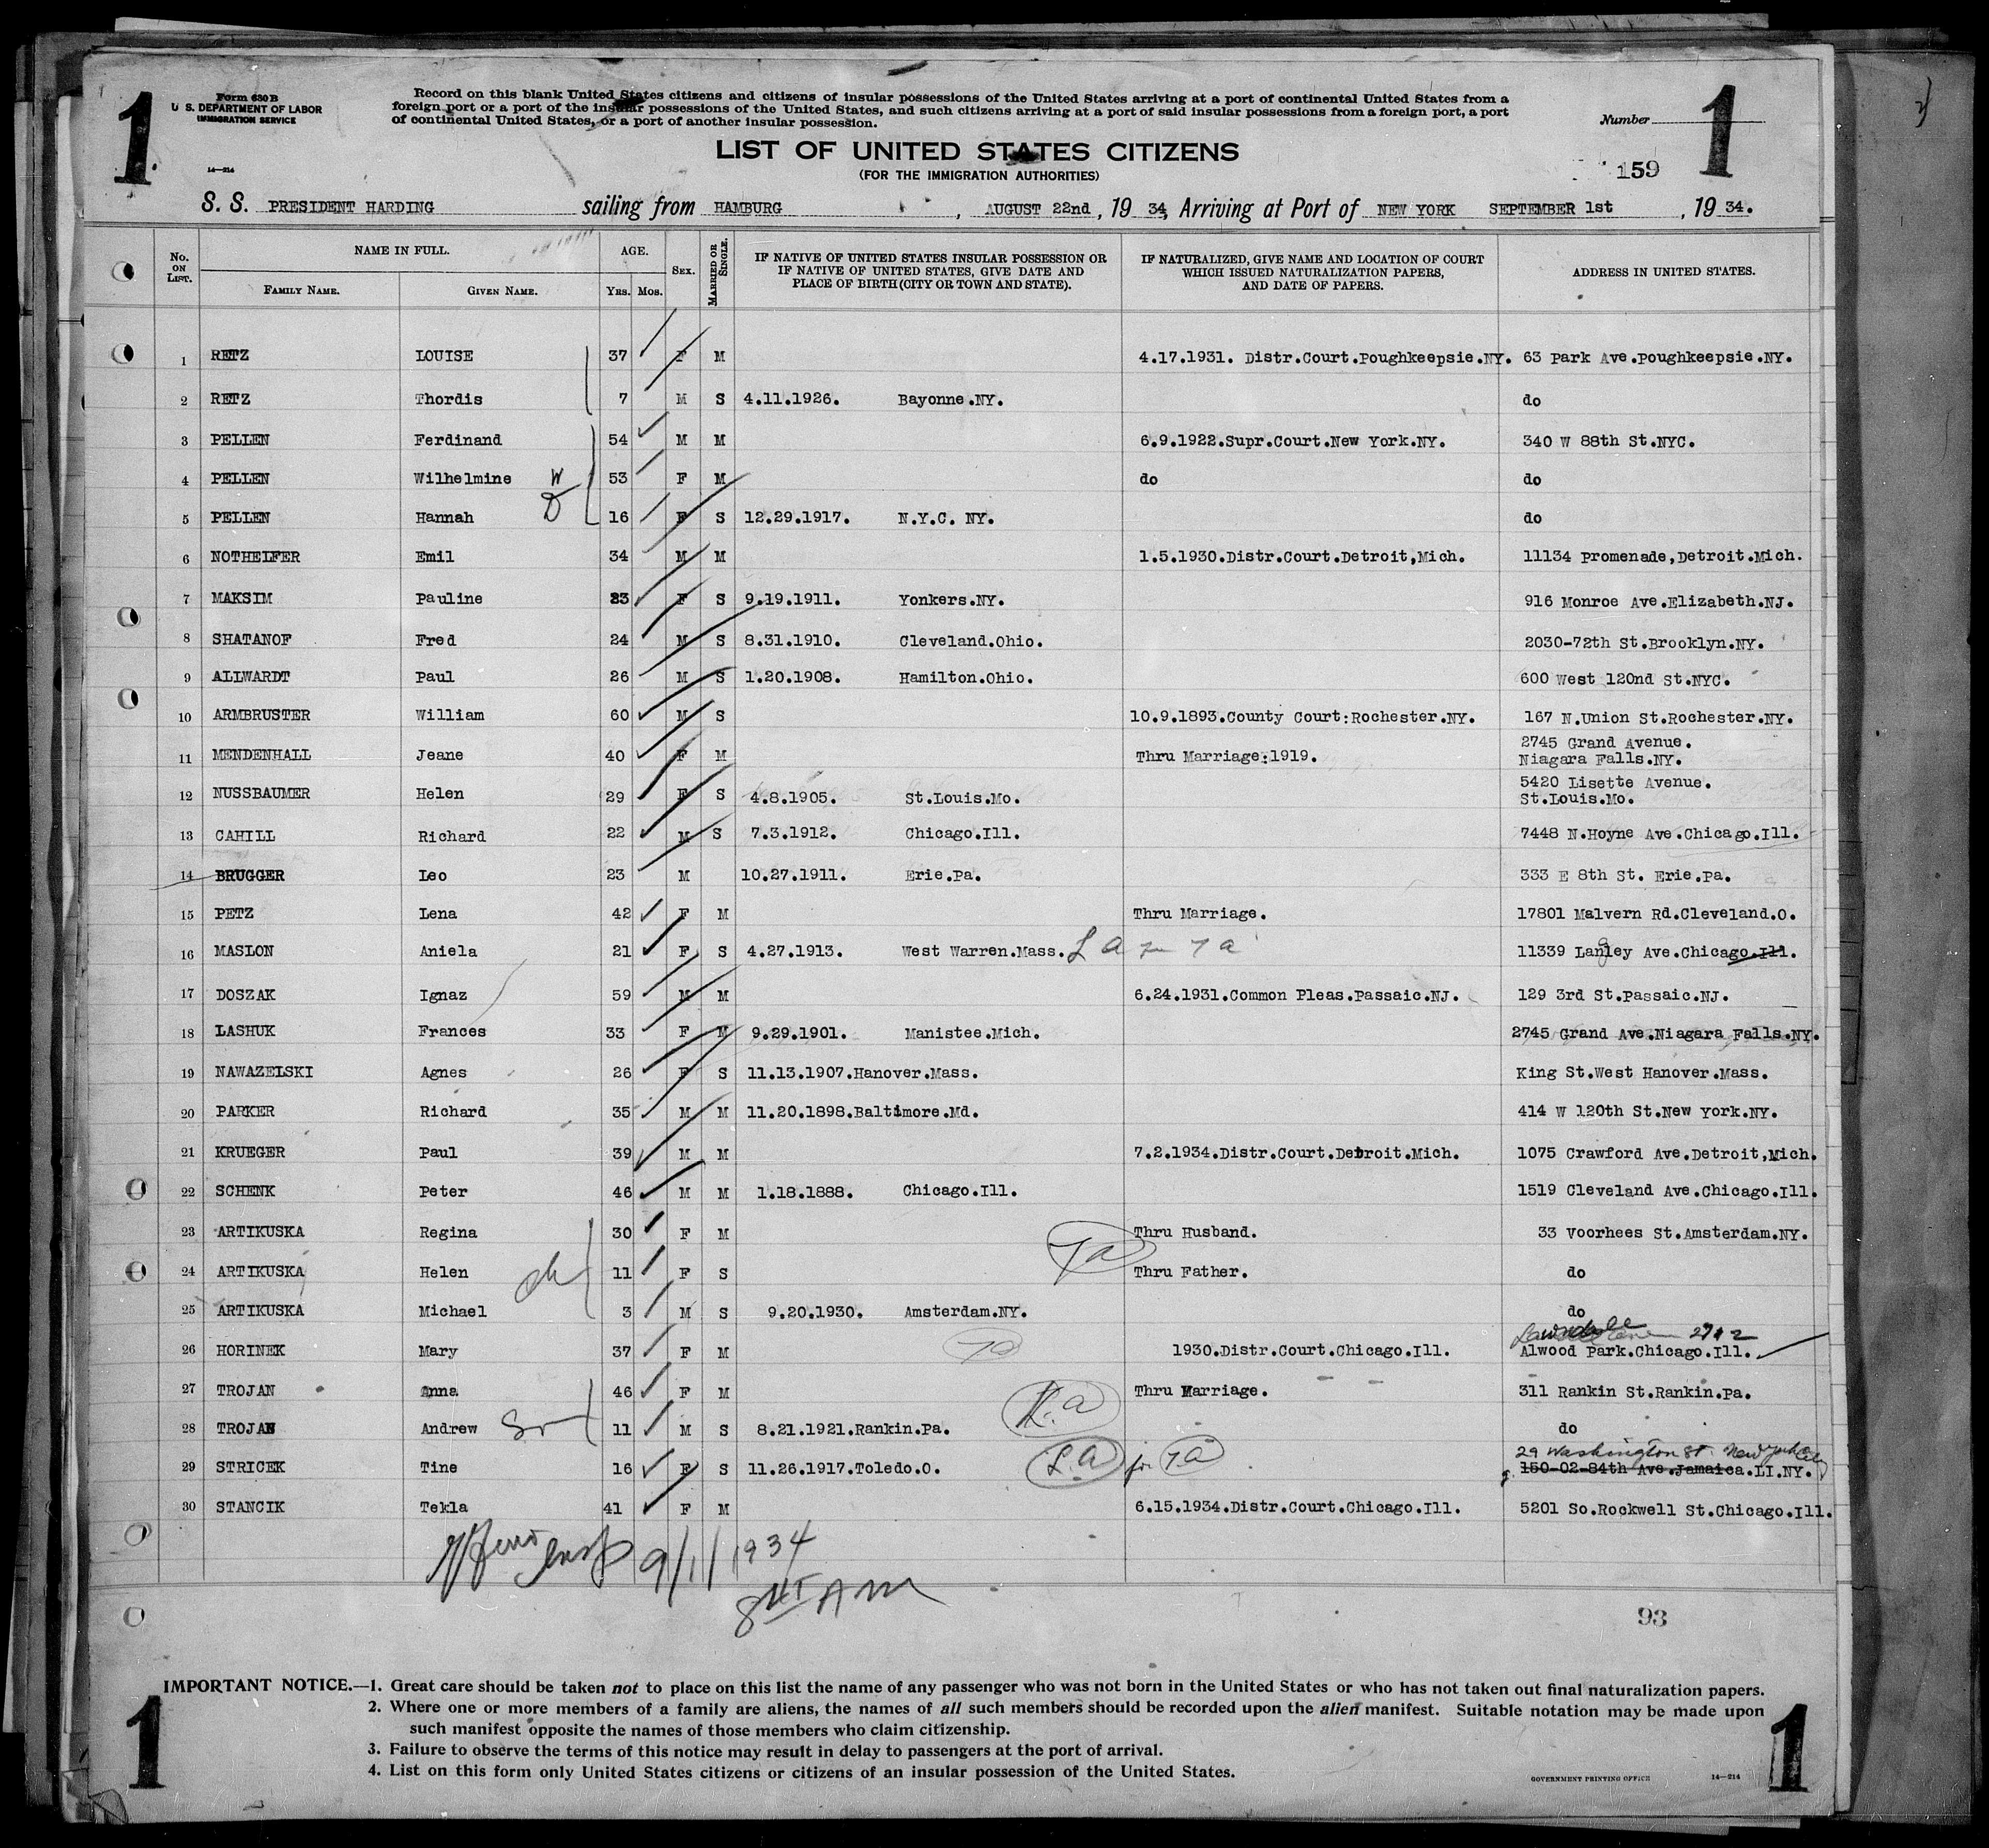 1
Form 630 B
U. S. DEPARTMENT OF LABOR
IMMIGRATION SERVICE
14—214
Record on this blank United States citizens and citizens of insular possessions of the United States arriving at a port of continental United States from a
foreign port or a port of the insular possessions of the United States, and such citizens arriving at a port of said insular possessions from a foreign port, a port
of continental United States, or a port of another insular possession.
Number
1
LIST OF UNITED STATES CITIZENS
(FOR THE IMMIGRATION AUTHORITIES)
159
S. S. PRESIDENT HARDING sailing from HAMBURG , AUGUST 22nd , 19 34, Arriving at Port of NEW YORK SEPTEMBER 1st , 19 34.
No. ON LIST. NAME IN FULL. FAMILY NAME. GIVEN NAME. AGE. YRS. MOS. SEX. MARRIED OR SINGLE. IF NATIVE OF UNITED STATES INSULAR POSSESSION OR IF NATIVE OF UNITED STATES, GIVE DATE AND PLACE OF BIRTH (CITY OR TOWN AND STATE). IF NATURALIZED, GIVE NAME AND LOCATION OF COURT WHICH ISSUED NATURALIZATION PAPERS, AND DATE OF PAPERS. ADDRESS IN UNITED STATES.
1 RETZ LOUISE 37 F M 4.17.1931. Distr.Court.Poughkeepsie.NY. 63 Park Ave.Poughkeepsie.NY.
2 RETZ Thordis 7 M S 4.11.1926. Bayonne.NY. do
3 PELLEN Ferdinand 54 M M 6.9.1922.Supr.Court.New York.NY. 340 W 88th St.NYC.
4 PELLEN Wilhelmine W 53 F M do do
5 PELLEN Hannah D 16 F S 12.29.1917. N.Y.C. NY. do
6 NOTHELFER Emil 34 M M 1.5.1930.Distr.Court.Detroit,Mich. 11134 Promenade,Detroit.Mich.
7 MAKSIM Pauline 23 F S 9.19.1911. Yonkers.NY. 916 Monroe Ave.Elizabeth.NJ.
8 SHATANOF Fred 24 M S 8.31.1910. Cleveland.Ohio. 2030-72th St.Brooklyn.NY.
9 ALLWARDT Paul 26 M S 1.20.1908. Hamilton.Ohio. 600 West 120nd St.NYC.
10 ARMBRUSTER William 60 M S 10.9.1893.County Court:Rochester.NY. 167 N.Union St.Rochester.NY.
11 MENDENHALL Jeane 40 F M Thru Marriage:1919. 2745 Grand Avenue.
Niagara Falls.NY.
12 NUSSBAUMER Helen 29 F S 4.8.1905. St.Louis.Mo. 5420 Lisette Avenue.
St.Louis.Mo.
13 CAHILL Richard 22 M S 7.3.1912. Chicago.Ill. 7448 N.Hoyne Ave.Chicago.Ill.
14 BRUGGER Leo 23 M 10.27.1911. Erie.Pa. 333 E 8th St. Erie.Pa.
15 PETZ Lena 42 F M Thru Marriage. 17801 Malvern Rd.Cleveland.O.
16 MASLON Aniela 21 F S 4.27.1913. West Warren.Mass. 11339 Langley Ave.Chicago.Ill.
17 DOSZAK Ignaz 59 M M 6.24.1931.Common Pleas.Passaic.NJ. 129 3rd St.Passaic.NJ.
18 LASHUK Frances 33 F M 9.29.1901. Manistee.Mich. 2745 Grand Ave.Niagara Falls.NY.
19 NAWAZELSKI Agnes 26 F S 11.13.1907.Hanover.Mass. King St.West Hanover.Mass.
20 PARKER Richard 35 M M 11.20.1898.Baltimore.Md. 414 W 120th St.New York.NY.
21 KRUEGER Paul 39 M M 7.2.1934.Distr.Court.Detroit.Mich. 1075 Crawford Ave.Detroit,Mich.
22 SCHENK Peter 46 M M 1.18.1888. Chicago.Ill. 1519 Cleveland Ave.Chicago.Ill.
23 ARTIKUSKA Regina 30 F M Thru Husband. 33 Voorhees St.Amsterdam.NY.
24 ARTIKUSKA Helen 11 F S Thru Father. do
25 ARTIKUSKA Michael 3 M S 9.20.1930. Amsterdam.NY. do
Lawndale 2712
26 HORINEK Mary 37 F M 1930.Distr.Court.Chicago.Ill. Alwood Park.Chicago.Ill.
27 TROJAN Anna 46 F M Thru Marriage. 311 Rankin St.Rankin.Pa.
28 TROJAN Andrew 11 M S 8.21.1921.Rankin.Pa. do
29 Washington St. New York City
29 STRICEK Tine 16 F S 11.26.1917.Toledo.O. 150-02-84th Ave.Jamaica.LI.NY.
30 STANCIK Tekla 41 F M 6.15.1934.Distr.Court.Chicago.Ill. 5201 So.Rockwell St.Chicago.Ill.
9/1/1934
AM
93
IMPORTANT NOTICE.—1. Great care should be taken not to place on this list the name of any passenger who was not born in the United States or who has not taken out final naturalization papers.
2. Where one or more members of a family are aliens, the names of all such members should be recorded upon the alien manifest. Suitable notation may be made upon
such manifest opposite the names of those members who claim citizenship.
3. Failure to observe the terms of this notice may result in delay to passengers at the port of arrival.
4. List on this form only United States citizens or citizens of an insular possession of the United States.
GOVERNMENT PRINTING OFFICE 14—214
1
1